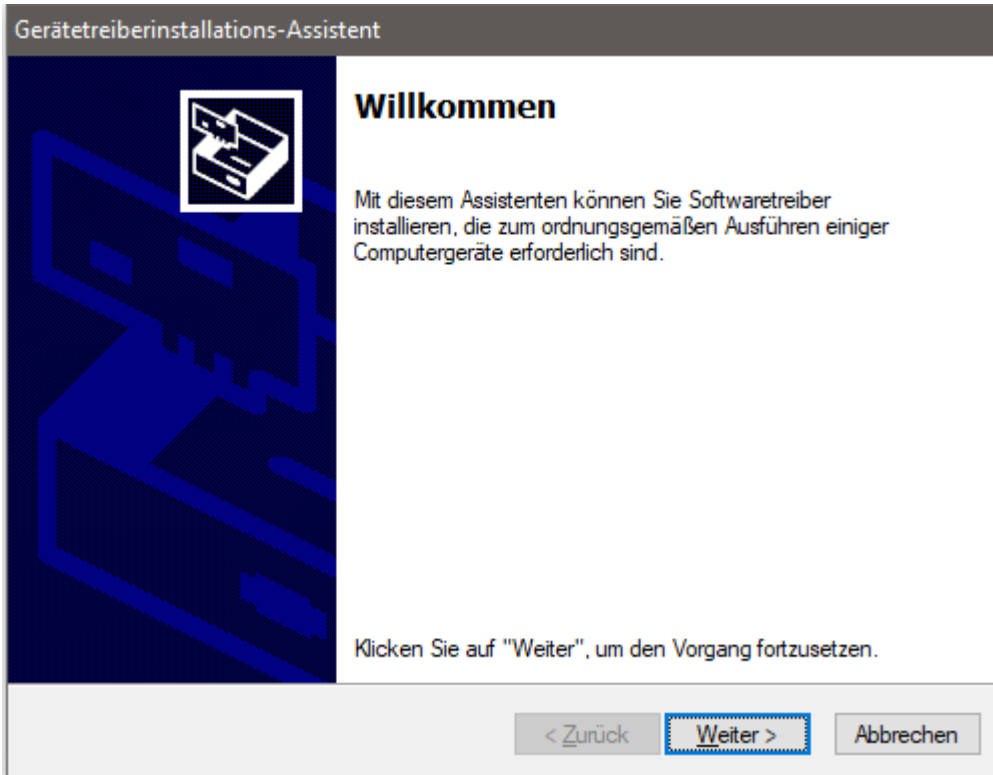 Gerätetreiberinstallations-Assistent
Willkommen
Mit diesem Assistenten können Sie Softwaretreiber
installieren, die zum ordnungsgemäßen Ausführen einiger
Computergeräte erforderlich sind.
Klicken Sie auf "Weiter", um den Vorgang fortzusetzen.
< Zurück Weiter > Abbrechen